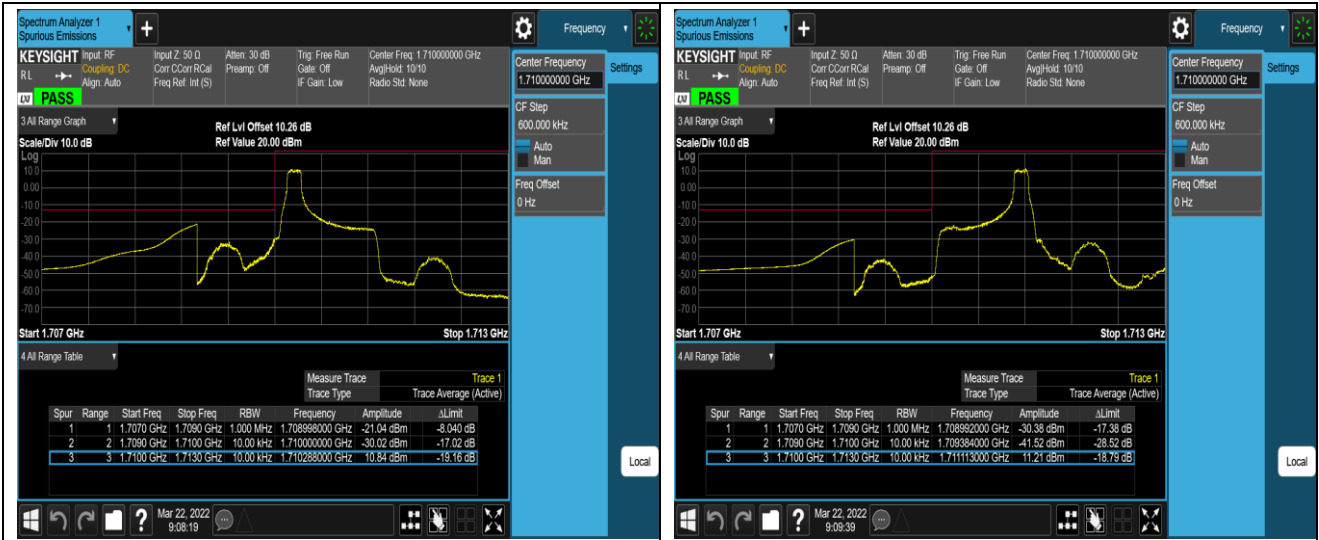 Spectrum Analyzer 1
Spurious Emissions
Frequency
KEYSIGHT
RL
Input: RF
Coupling: DC
Align: Auto
Input Z: 50 Ω
Corr CCorr RCal
Freq Ref: Int (S)
Atten: 30 dB
Preamp: Off
Trig: Free Run
Gate: Off
IF Gain: Low
Center Freq: 1.710000000 GHz
Avg|Hold: 10/10
Radio Std: None
LXI PASS
Center Frequency
1.710000000 GHz
Settings
CF Step
600.000 kHz
Auto
Man
Freq Offset
0 Hz
3 All Range Graph
Ref Lvl Offset 10.26 dB
Scale/Div 10.0 dB
Ref Value 20.00 dBm
Log
10.0
0.00
-10.0
-20.0
-30.0
-40.0
-50.0
-60.0
-70.0
Start 1.707 GHz
Stop 1.713 GHz
4 All Range Table
Measure Trace Trace 1
Trace Type Trace Average (Active)
Spur Range Start Freq Stop Freq RBW Frequency Amplitude ΔLimit
1 1 1.7070 GHz 1.7090 GHz 1.000 MHz 1.708998000 GHz -21.04 dBm -8.040 dB
2 2 1.7090 GHz 1.7100 GHz 10.00 kHz 1.710000000 GHz -30.02 dBm -17.02 dB
3 3 1.7100 GHz 1.7130 GHz 10.00 kHz 1.710288000 GHz 10.84 dBm -19.16 dB
Local
Mar 22, 2022
9:08:19
Spectrum Analyzer 1
Spurious Emissions
Frequency
KEYSIGHT
RL
Input: RF
Coupling: DC
Align: Auto
Input Z: 50 Ω
Corr CCorr RCal
Freq Ref: Int (S)
Atten: 30 dB
Preamp: Off
Trig: Free Run
Gate: Off
IF Gain: Low
Center Freq: 1.710000000 GHz
Avg|Hold: 10/10
Radio Std: None
LXI PASS
Center Frequency
1.710000000 GHz
Settings
CF Step
600.000 kHz
Auto
Man
Freq Offset
0 Hz
3 All Range Graph
Ref Lvl Offset 10.26 dB
Scale/Div 10.0 dB
Ref Value 20.00 dBm
Log
10.0
0.00
-10.0
-20.0
-30.0
-40.0
-50.0
-60.0
-70.0
Start 1.707 GHz
Stop 1.713 GHz
4 All Range Table
Measure Trace Trace 1
Trace Type Trace Average (Active)
Spur Range Start Freq Stop Freq RBW Frequency Amplitude ΔLimit
1 1 1.7070 GHz 1.7090 GHz 1.000 MHz 1.708992000 GHz -30.38 dBm -17.38 dB
2 2 1.7090 GHz 1.7100 GHz 10.00 kHz 1.709384000 GHz -41.52 dBm -28.52 dB
3 3 1.7100 GHz 1.7130 GHz 10.00 kHz 1.711113000 GHz 11.21 dBm -18.79 dB
Local
Mar 22, 2022
9:09:39